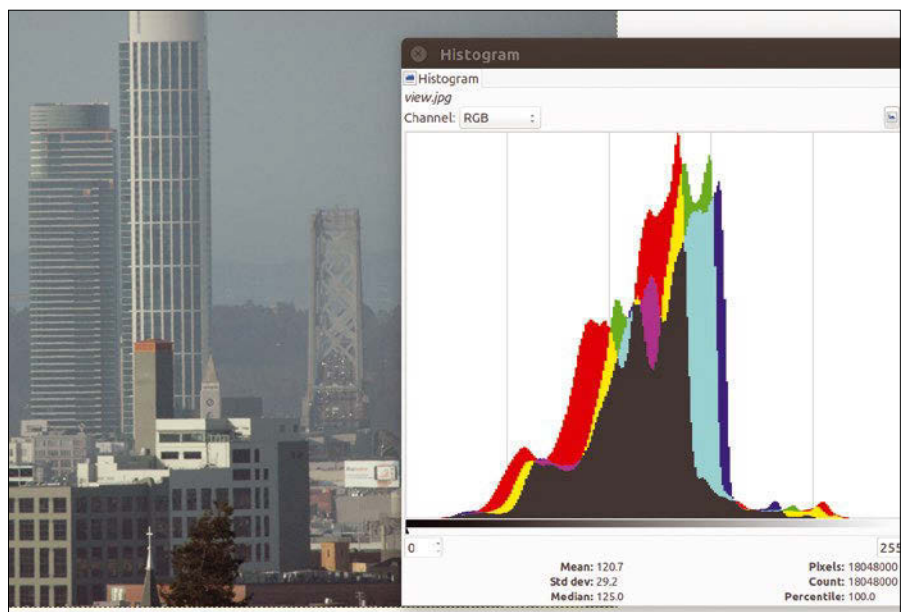 Histogram
Histogram
view.jpg
Channel: RGB
0
255
Mean: 120.7
Pixels: 18048000
Std dev: 29.2
Count: 18048000
Median: 125.0
Percentile: 100.0